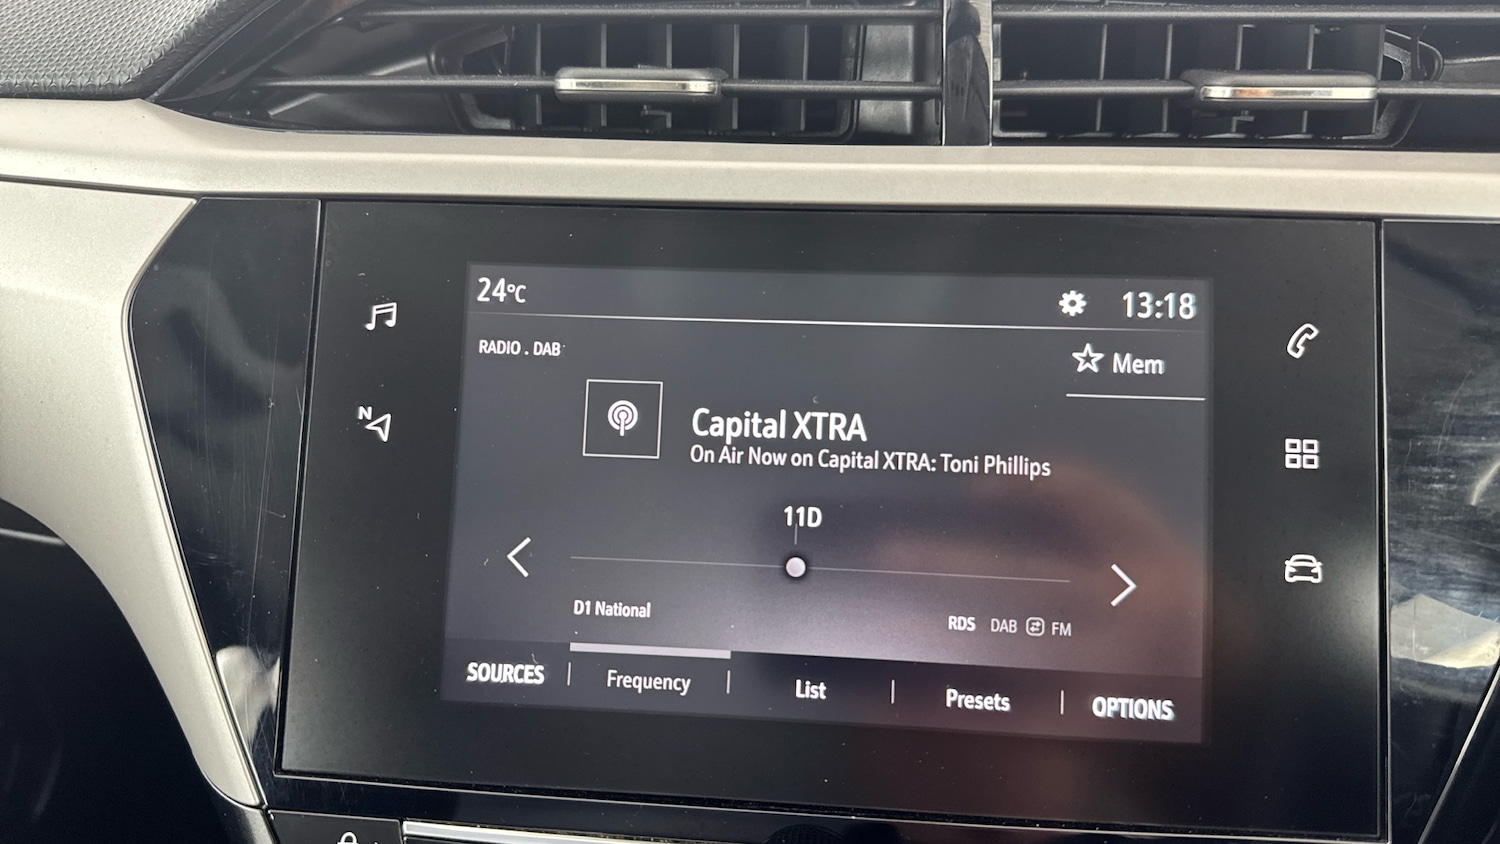 24°C
13:18
RADIO . DAB
Mem
Capital XTRA
On Air Now on Capital XTRA: Toni Phillips
N
11D
D1 National
RDS DAB FM
SOURCES | Frequency | List | Presets | OPTIONS